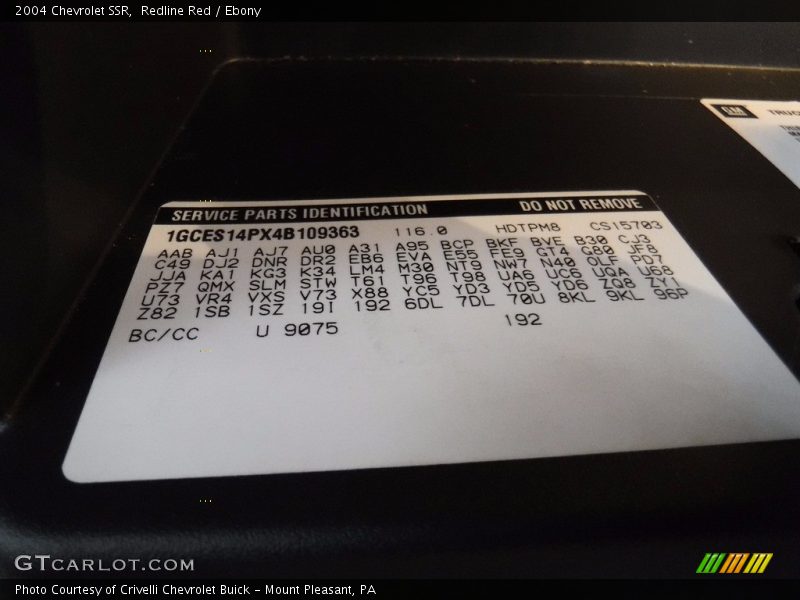 2004 Chevrolet SSR, Redline Red / Ebony
GM
SERVICE PARTS IDENTIFICATION DO NOT REMOVE
1GCES14PX4B109363 116.0 HDTPM8 CS15703
AAB AJ1 AJ7 AU0 A31 A95 BCP BKF BVE B30 CJ3
C49 DJ2 DNR DR2 EB6 EVA E55 FE9 GT4 G80 JF8
JJA KA1 KG3 K34 LM4 M30 NT9 NW7 N40 OLF PD7
PZ7 QMX SLM STW T61 T96 T98 UA6 UC6 UQA U68
U73 VR4 VXS V73 X88 YC5 YD3 YD5 YD6 ZQ8 ZY1
Z82 1SB 1SZ 19I 192 6DL 7DL 70U 8KL 9KL 96P
BC/CC U 9075 192
GTCARLOT.COM
Photo Courtesy of Crivelli Chevrolet Buick - Mount Pleasant, PA